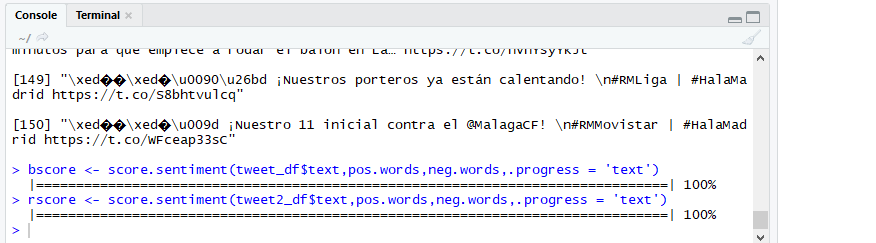 Console Terminal
~/
minutos para que empiece a rodar el balón en La… https://t.co/nvhYsyYkJt
[149] "\xed��\xed�\u0090\u26bd ¡Nuestros porteros ya están calentando! \n#RMLiga | #HalaMa
drid https://t.co/S8bhtvulcq"
[150] "\xed��\xed�\u009d ¡Nuestro 11 inicial contra el @MalagaCF! \n#RMMovistar | #HalaMad
rid https://t.co/WFceap33sC"
> bscore <- score.sentiment(tweet_df$text,pos.words,neg.words,.progress = 'text')
|===============================================================================| 100%
> rscore <- score.sentiment(tweet2_df$text,pos.words,neg.words,.progress = 'text')
|===============================================================================| 100%
>